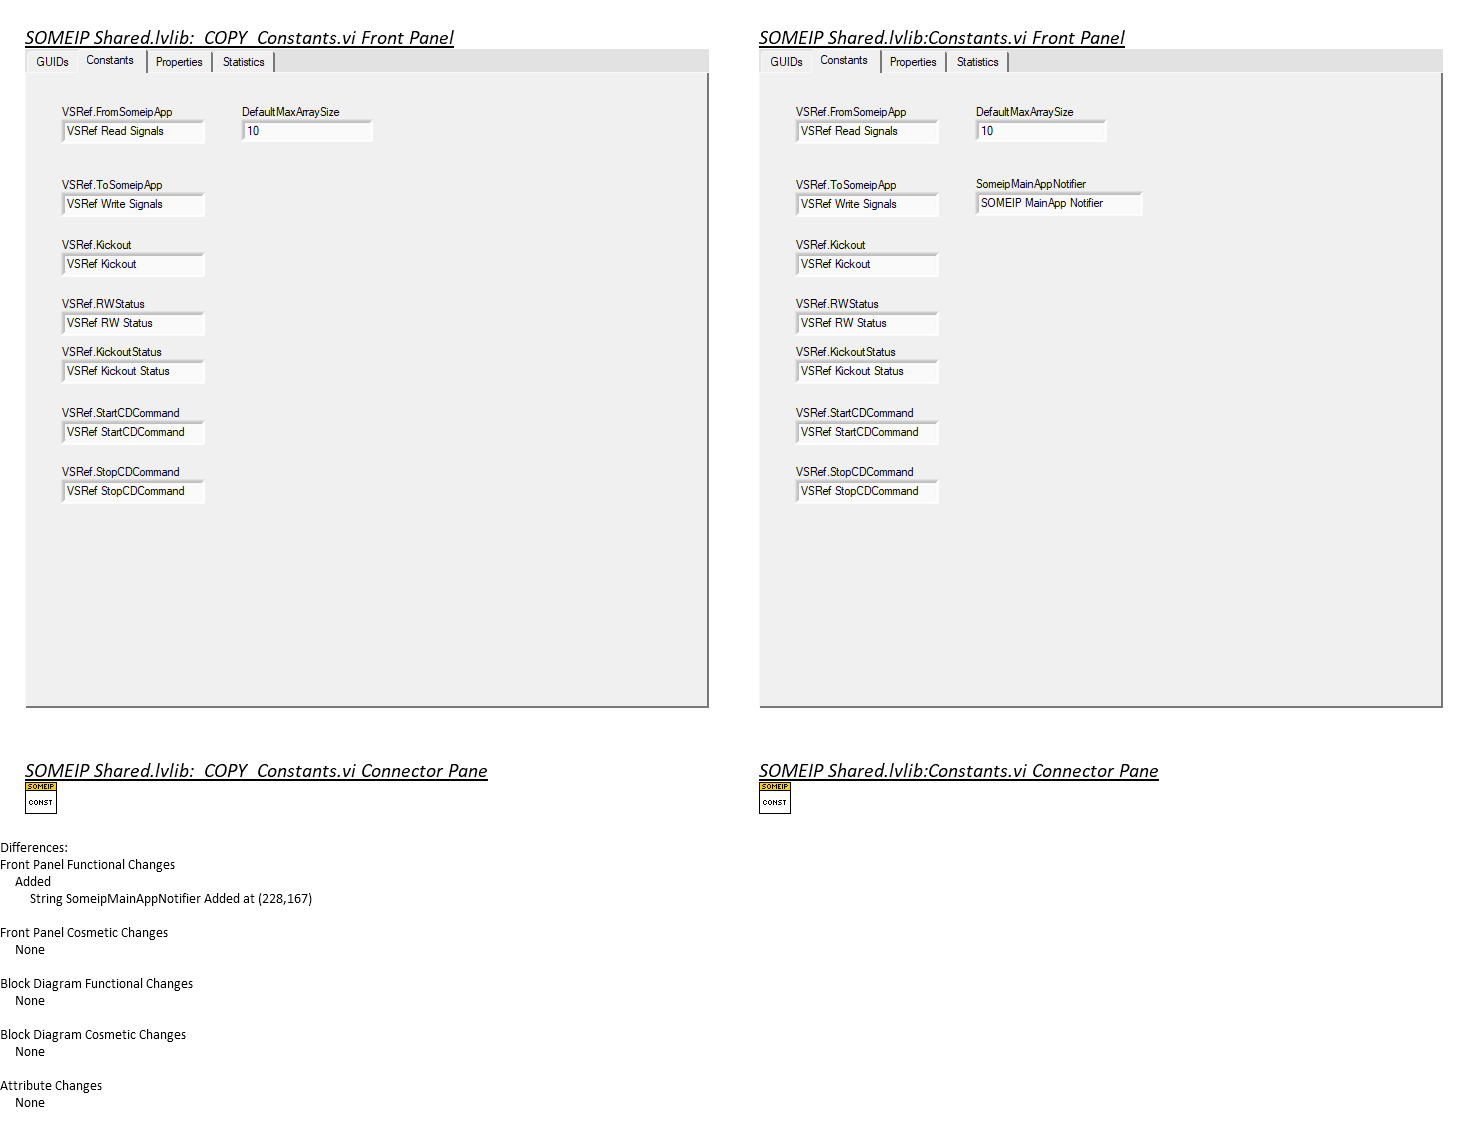 SOMEIP Shared.lvlib:  COPY  Constants.vi Front Panel
GUIDs Constants Properties Statistics
VSRef.FromSomeipApp DefaultMaxArraySize
VSRef Read Signals 10
VSRef.ToSomeipApp
VSRef Write Signals
VSRef.Kickout
VSRef Kickout
VSRef.RWStatus
VSRef RW Status
VSRef.KickoutStatus
VSRef Kickout Status
VSRef.StartCDCommand
VSRef StartCDCommand
VSRef.StopCDCommand
VSRef StopCDCommand
SOMEIP Shared.lvlib:Constants.vi Front Panel
GUIDs Constants Properties Statistics
VSRef.FromSomeipApp DefaultMaxArraySize
VSRef Read Signals 10
VSRef.ToSomeipApp SomeipMainAppNotifier
VSRef Write Signals SOMEIP MainApp Notifier
VSRef.Kickout
VSRef Kickout
VSRef.RWStatus
VSRef RW Status
VSRef.KickoutStatus
VSRef Kickout Status
VSRef.StartCDCommand
VSRef StartCDCommand
VSRef.StopCDCommand
VSRef StopCDCommand
SOMEIP Shared.lvlib:  COPY  Constants.vi Connector Pane
SOMEIP
CONST
SOMEIP Shared.lvlib:Constants.vi Connector Pane
SOMEIP
CONST
Differences:
Front Panel Functional Changes
Added
String SomeipMainAppNotifier Added at (228,167)
Front Panel Cosmetic Changes
None
Block Diagram Functional Changes
None
Block Diagram Cosmetic Changes
None
Attribute Changes
None